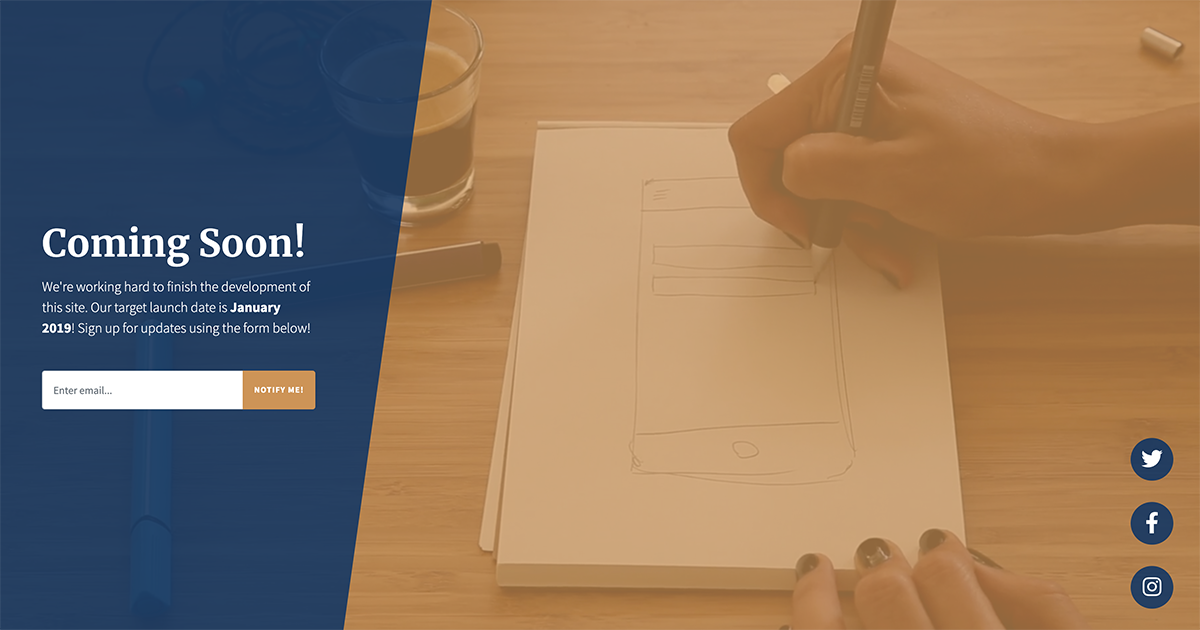 Coming Soon!
We're working hard to finish the development of
this site. Our target launch date is January
2019! Sign up for updates using the form below!
Enter email...
NOTIFY ME!